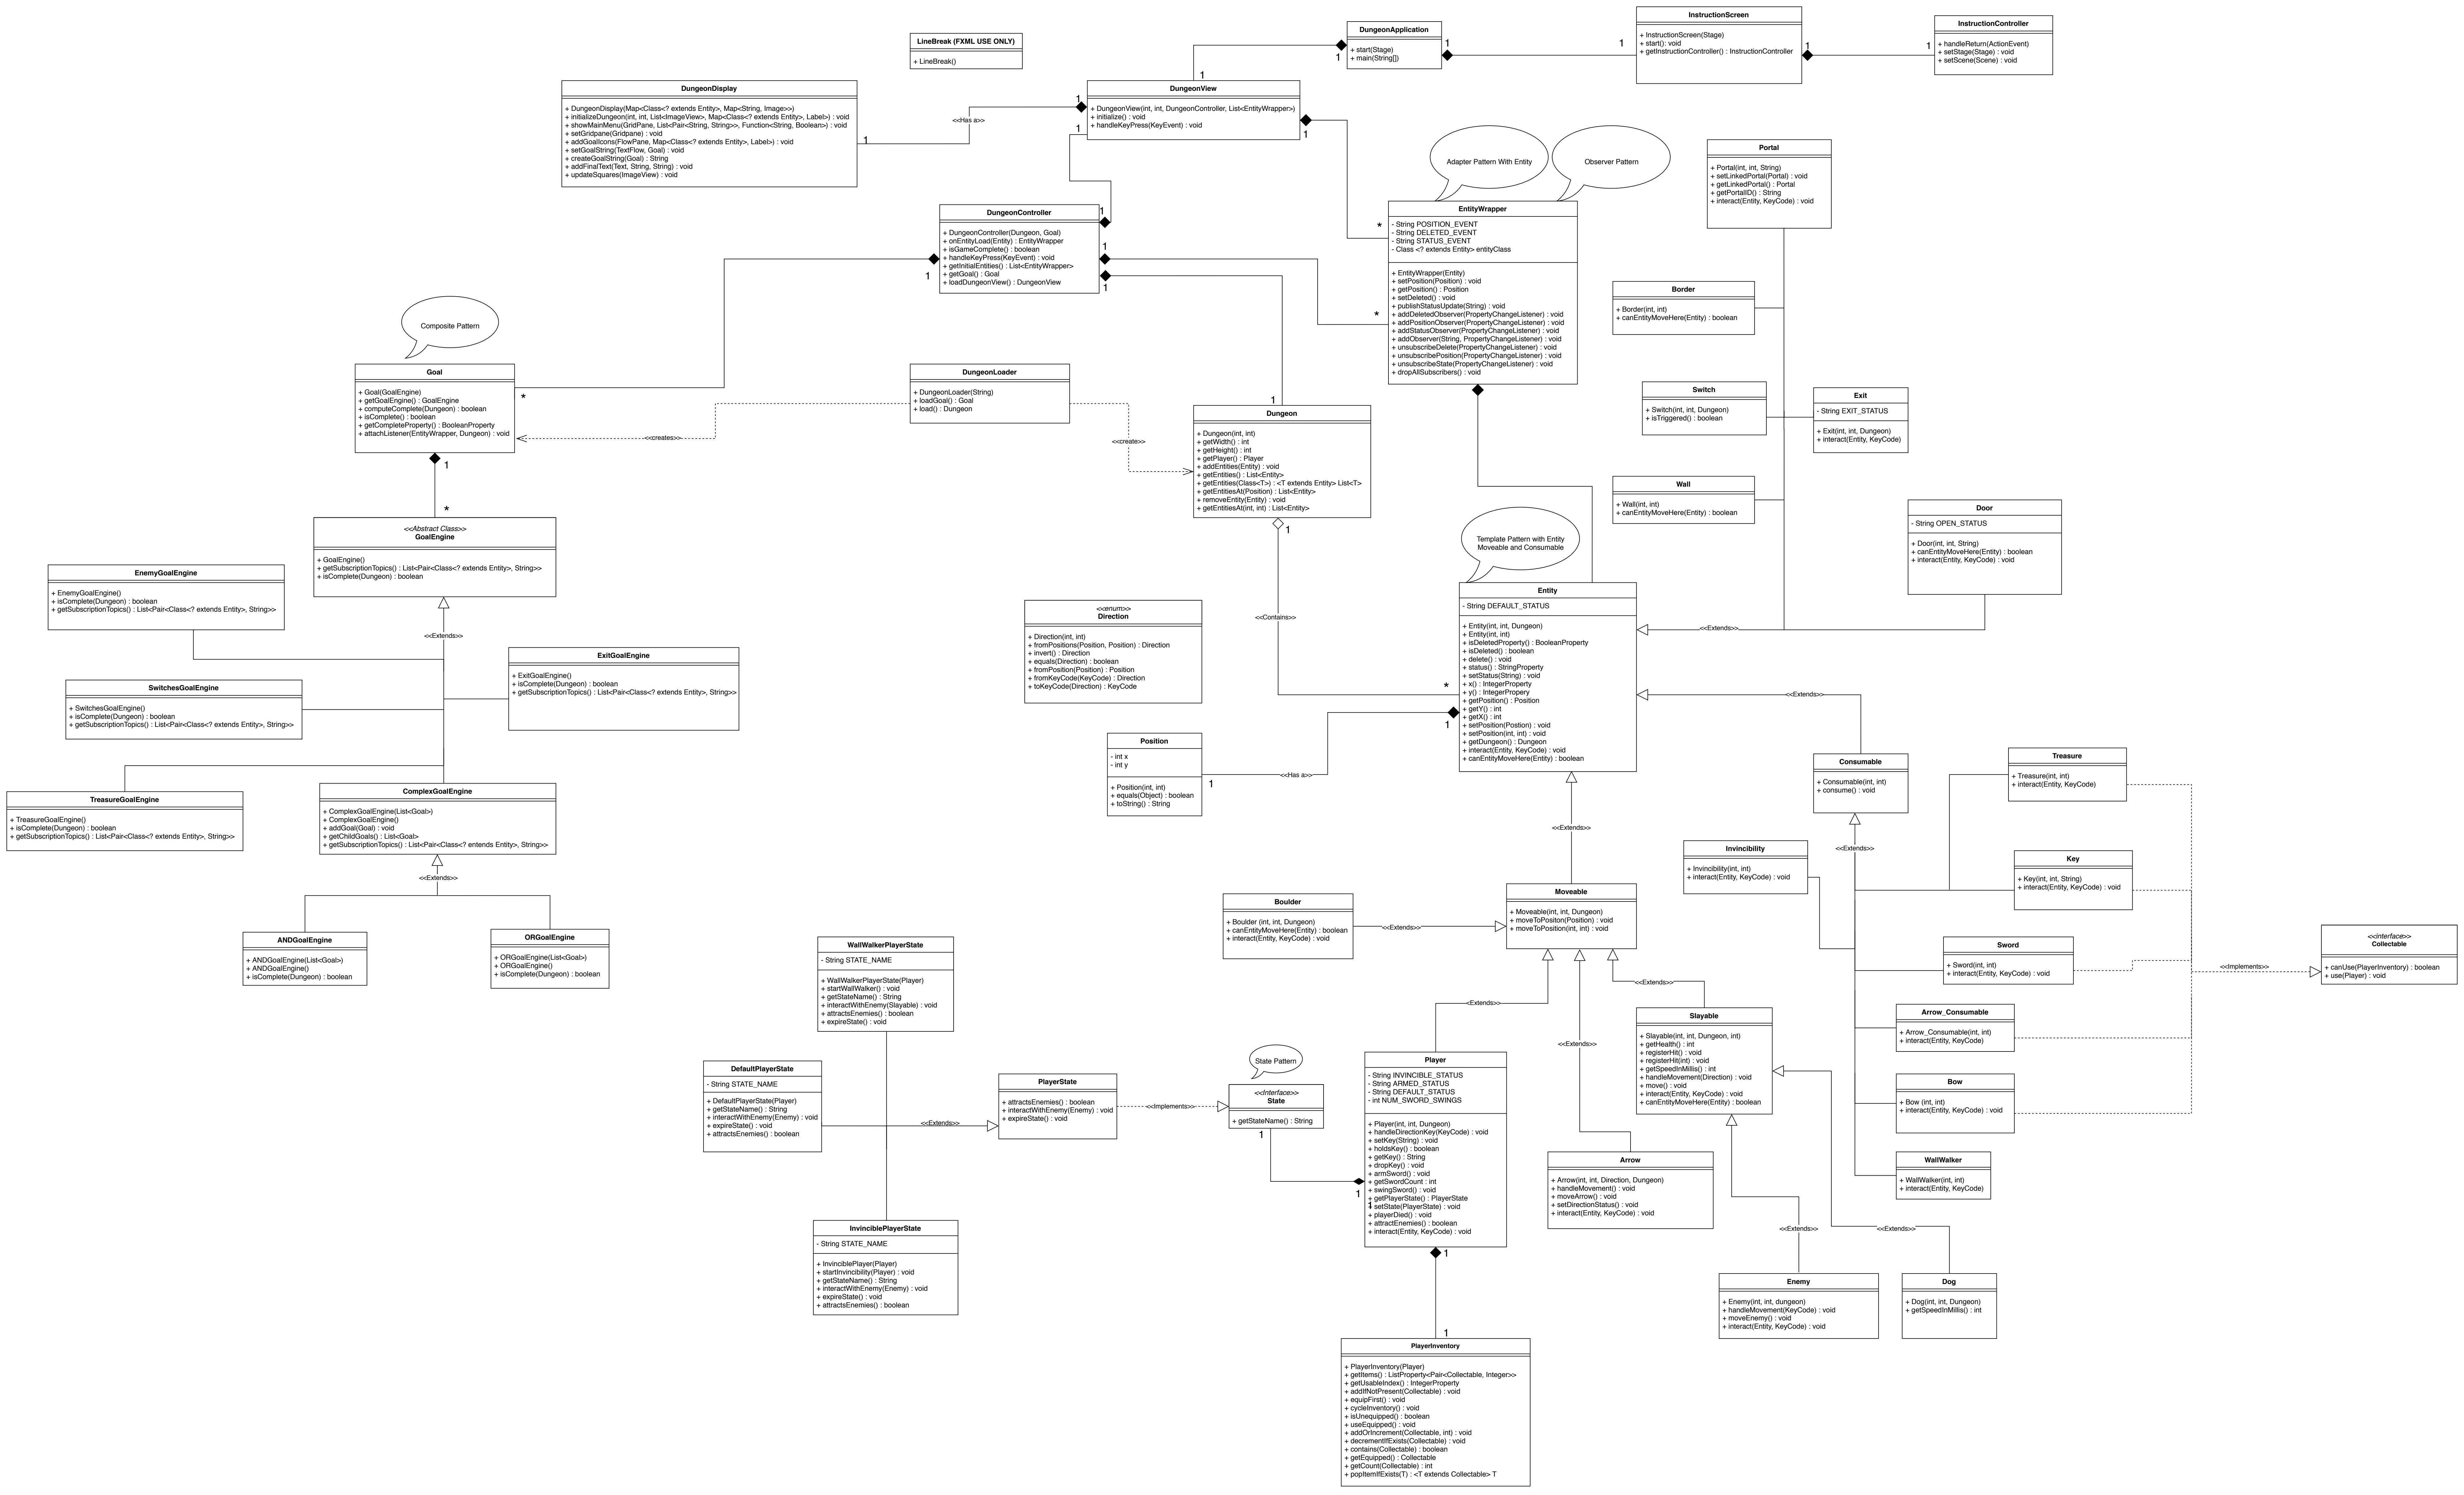 LineBreak (FXML USE ONLY)
+ LineBreak()
DungeonApplication
+ start(Stage)
+ main(String[])
1
1
1
1
InstructionScreen
+ InstructionScreen(Stage)
+ start(): void
+ getInstructionController() : InstructionController
1
1
InstructionController
+ handleReturn(ActionEvent)
+ setStage(Stage) : void
+ setScene(Scene) : void
DungeonDisplay
+ DungeonDisplay(Map<Class<? extends Entity>, Map<String, Image>>)
+ initializeDungeon(int, int, List<ImageView>, Map<Class<? extends Entity>, Label>) : void
+ showMainMenu(GridPane, List<Pair<String, String>>, Function<String, Boolean>) : void
+ setGridpane(Gridpane) : void
+ addGoalIcons(FlowPane, Map<Class<? extends Entity>, Label>) : void
+ setGoalString(TextFlow, Goal) : void
+ createGoalString(Goal) : String
+ addFinalText(Text, String, String) : void
+ updateSquares(ImageView) : void
1
<<Has a>>
1
1
DungeonView
+ DungeonView(int, int, DungeonController, List<EntityWrapper>)
+ initialize() : void
+ handleKeyPress(KeyEvent) : void
1
*
Adapter Pattern With Entity
Observer Pattern
Portal
+ Portal(int, int, String)
+ setLinkedPortal(Portal) : void
+ getLinkedPortal() : Portal
+ getPortalID() : String
+ interact(Entity, KeyCode) : void
DungeonController
+ DungeonController(Dungeon, Goal)
+ onEntityLoad(Entity) : EntityWrapper
+ isGameComplete() : boolean
+ handleKeyPress(KeyEvent) : void
+ getInitialEntities() : List<EntityWrapper>
+ getGoal() : Goal
+ loadDungeonView() : DungeonView
1
1
1
1
*
EntityWrapper
- String POSITION_EVENT
- String DELETED_EVENT
- String STATUS_EVENT
- Class <? extends Entity> entityClass
+ EntityWrapper(Entity)
+ setPosition(Position) : void
+ getPosition() : Position
+ setDeleted() : void
+ publishStatusUpdate(String) : void
+ addDeletedObserver(PropertyChangeListener) : void
+ addPositionObserver(PropertyChangeListener) : void
+ addStatusObserver(PropertyChangeListener) : void
+ addObserver(String, PropertyChangeListener) : void
+ unsubscribeDelete(PropertyChangeListener) : void
+ unsubscribePosition(PropertyChangeListener) : void
+ unsubscribeState(PropertyChangeListener) : void
+ dropAllSubscribers() : void
Border
+ Border(int, int)
+ canEntityMoveHere(Entity) : boolean
Composite Pattern
Goal
+ Goal(GoalEngine)
+ getGoalEngine() : GoalEngine
+ computeComplete(Dungeon) : boolean
+ isComplete() : boolean
+ getCompleteProperty() : BooleanProperty
+ attachListener(EntityWrapper, Dungeon) : void
*
1
<<creates>>
DungeonLoader
+ DungeonLoader(String)
+ loadGoal() : Goal
+ load() : Dungeon
<<create>>
1
Dungeon
+ Dungeon(int, int)
+ getWidth() : int
+ getHeight() : int
+ getPlayer() : Player
+ addEntities(Entity) : void
+ getEntities() : List<Entity>
+ getEntities(Class<T>) : <T extends Entity> List<T>
+ getEntitiesAt(Position) : List<Entity>
+ removeEntity(Entity) : void
+ getEntitiesAt(int, int) : List<Entity>
1
Switch
+ Switch(int, int, Dungeon)
+ isTriggered() : boolean
Exit
- String EXIT_STATUS
+ Exit(int, int, Dungeon)
+ interact(Entity, KeyCode)
Wall
+ Wall(int, int)
+ canEntityMoveHere(Entity) : boolean
Door
- String OPEN_STATUS
+ Door(int, int, String)
+ canEntityMoveHere(Entity) : boolean
+ interact(Entity, KeyCode) : void
*
<<Abstract Class>>
GoalEngine
+ GoalEngine()
+ getSubscriptionTopics() : List<Pair<Class<? extends Entity>, String>>
+ isComplete(Dungeon) : boolean
Template Pattern with Entity
Moveable and Consumable
EnemyGoalEngine
+ EnemyGoalEngine()
+ isComplete(Dungeon) : boolean
+ getSubscriptionTopics() : List<Pair<Class<? extends Entity>, String>>
<<Extends>>
<<enum>>
Direction
+ Direction(int, int)
+ fromPositions(Position, Position) : Direction
+ invert() : Direction
+ equals(Direction) : boolean
+ fromPosition(Position) : Position
+ fromKeyCode(KeyCode) : Direction
+ toKeyCode(Direction) : KeyCode
<<Contains>>
*
Entity
- String DEFAULT_STATUS
+ Entity(int, int, Dungeon)
+ Entity(int, int)
+ isDeletedProperty() : BooleanProperty
+ isDeleted() : boolean
+ delete() : void
+ status() : StringProperty
+ setStatus(String) : void
+ x() : IntegerProperty
+ y() : IntegerPropery
+ getPosition() : Position
+ getY() : int
+ getX() : int
+ setPosition(Postion) : void
+ setPosition(int, int) : void
+ getDungeon() : Dungeon
+ interact(Entity, KeyCode) : void
+ canEntityMoveHere(Entity) : boolean
<<Extends>>
<<Extends>>
ExitGoalEngine
+ ExitGoalEngine()
+ isComplete(Dungeon) : boolean
+ getSubscriptionTopics() : List<Pair<Class<? extends Entity>, String>>
SwitchesGoalEngine
+ SwitchesGoalEngine()
+ isComplete(Dungeon) : boolean
+ getSubscriptionTopics() : List<Pair<Class<? extends Entity>, String>>
Position
- int x
- int y
+ Position(int, int)
+ equals(Object) : boolean
+ toString() : String
1
<<Has a>>
1
Consumable
+ Consumable(int, int)
+ consume() : void
Treasure
+ Treasure(int, int)
+ interact(Entity, KeyCode)
TreasureGoalEngine
+ TreasureGoalEngine()
+ isComplete(Dungeon) : boolean
+ getSubscriptionTopics() : List<Pair<Class<? extends Entity>, String>>
ComplexGoalEngine
+ ComplexGoalEngine(List<Goal>)
+ ComplexGoalEngine()
+ addGoal(Goal) : void
+ getChildGoals() : List<Goal>
+ getSubscriptionTopics() : List<Pair<Class<? entends Entity>, String>>
<<Extends>>
<<Extends>>
<<Extends>>
Invincibility
+ Invincibility(int, int)
+ interact(Entity, KeyCode) : void
Key
+ Key(int, int, String)
+ interact(Entity, KeyCode) : void
Boulder
+ Boulder (int, int, Dungeon)
+ canEntityMoveHere(Entity) : boolean
+ interact(Entity, KeyCode) : void
<<Extends>>
Moveable
+ Moveable(int, int, Dungeon)
+ moveToPositon(Position) : void
+ moveToPosition(int, int) : void
ANDGoalEngine
+ ANDGoalEngine(List<Goal>)
+ ANDGoalEngine()
+ isComplete(Dungeon) : boolean
ORGoalEngine
+ ORGoalEngine(List<Goal>)
+ ORGoalEngine()
+ isComplete(Dungeon) : boolean
WallWalkerPlayerState
- String STATE_NAME
+ WallWalkerPlayerState(Player)
+ startWallWalker() : void
+ getStateName() : String
+ interactWithEnemy(Slayable) : void
+ attractsEnemies() : boolean
+ expireState() : void
Sword
+ Sword(int, int)
+ interact(Entity, KeyCode) : void
<<Implements>>
<<interface>>
Collectable
+ canUse(PlayerInventory) : boolean
+ use(Player) : void
<Extends>>
<<Extends>>
<<Extends>>
Slayable
+ Slayable(int, int, Dungeon, int)
+ getHealth() : int
+ registerHit() : void
+ registerHit(int) : void
+ getSpeedInMillis() : int
+ handleMovement(Direction) : void
+ move() : void
+ interact(Entity, KeyCode) : void
+ canEntityMoveHere(Entity) : boolean
Arrow_Consumable
+ Arrow_Consumable(int, int)
+ interact(Entity, KeyCode)
DefaultPlayerState
- String STATE_NAME
+ DefaultPlayerState(Player)
+ getStateName() : String
+ interactWithEnemy(Enemy) : void
+ expireState() : void
+ attractsEnemies() : boolean
<<Extends>>
PlayerState
+ attractsEnemies() : boolean
+ interactWithEnemy(Enemy) : void
+ expireState() : void
<<Implements>>
State Pattern
<<Interface>>
State
+ getStateName() : String
1
1
Player
- String INVINCIBLE_STATUS
- String ARMED_STATUS
- String DEFAULT_STATUS
- int NUM_SWORD_SWINGS
+ Player(int, int, Dungeon)
+ handleDirectionKey(KeyCode) : void
+ setKey(String) : void
+ holdsKey() : boolean
+ getKey() : String
+ dropKey() : void
+ armSword() : void
+ getSwordCount : int
+ swingSword() : void
+ getPlayerState() : PlayerState
+ setState(PlayerState) : void
+ playerDied() : void
+ attractEnemies() : boolean
+ interact(Entity, KeyCode) : void
1
1
Bow
+ Bow (int, int)
+ interact(Entity, KeyCode) : void
Arrow
+ Arrow(int, int, Direction, Dungeon)
+ handleMovement() : void
+ moveArrow() : void
+ setDirectionStatus() : void
+ interact(Entity, KeyCode) : void
WallWalker
+ WallWalker(int, int)
+ interact(Entity, KeyCode)
InvinciblePlayerState
- String STATE_NAME
+ InvinciblePlayer(Player)
+ startInvincibility(Player) : void
+ getStateName() : String
+ interactWithEnemy(Enemy) : void
+ expireState() : void
+ attractsEnemies() : boolean
<<Extends>>
<<Extends>>
Enemy
+ Enemy(int, int, dungeon)
+ handleMovement(KeyCode) : void
+ moveEnemy() : void
+ interact(Entity, KeyCode) : void
Dog
+ Dog(int, int, Dungeon)
+ getSpeedInMillis() : int
1
PlayerInventory
+ PlayerInventory(Player)
+ getItems() : ListProperty<Pair<Collectable, Integer>>
+ getUsableIndex() : IntegerProperty
+ addIfNotPresent(Collectable) : void
+ equipFirst() : void
+ cycleInventory() : void
+ isUnequipped() : boolean
+ useEquipped() : void
+ addOrIncrement(Collectable, int) : void
+ decrementIfExists(Collectable) : void
+ contains(Collectable) : boolean
+ getEquipped() : Collectable
+ getCount(Collectable) : int
+ popItemIfExists(T) : <T extends Collectable> T